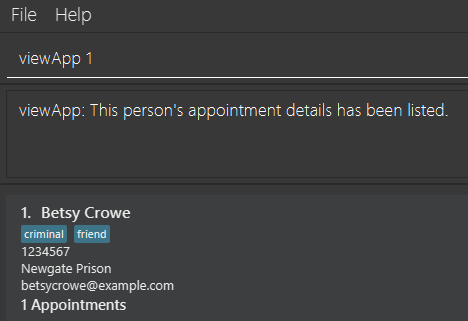 File Help
viewApp 1
viewApp: This person's appointment details has been listed.
1. Betsy Crowe
criminal friend
1234567
Newgate Prison
betsycrowe@example.com
1 Appointments